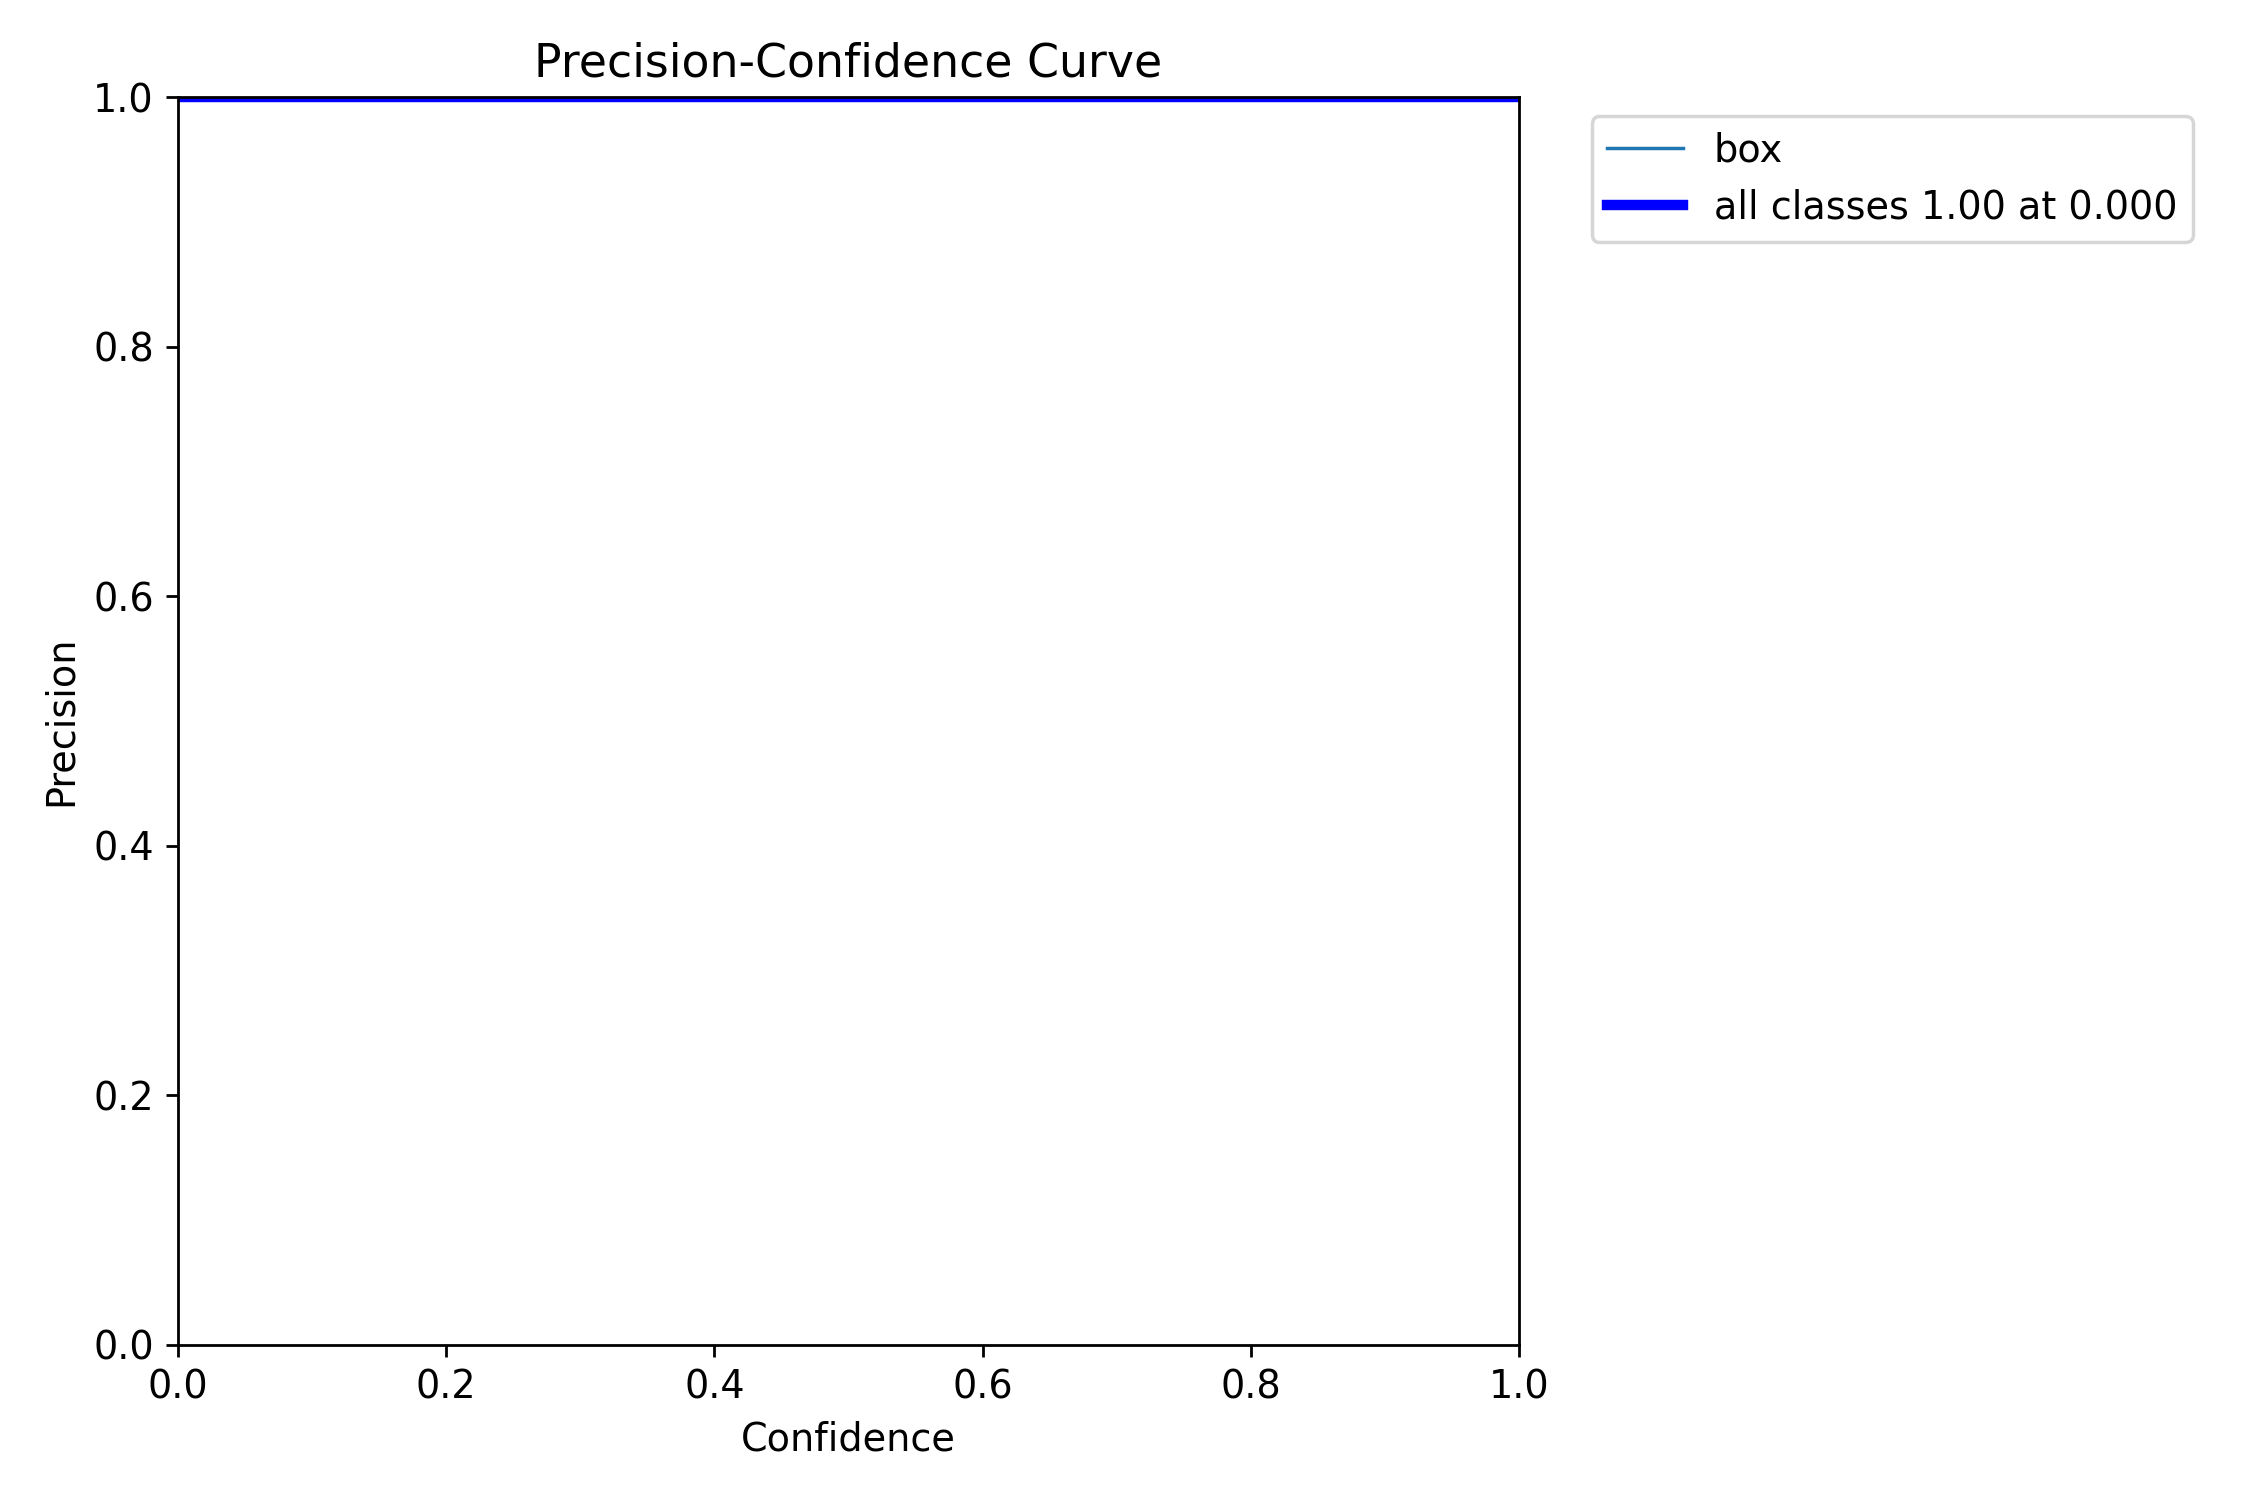 Precision-Confidence Curve
1.0
0.8
0.6
0.4
0.2
0.0
Precision
0.0 0.2 0.4 0.6 0.8 1.0
Confidence
box
all classes 1.00 at 0.000